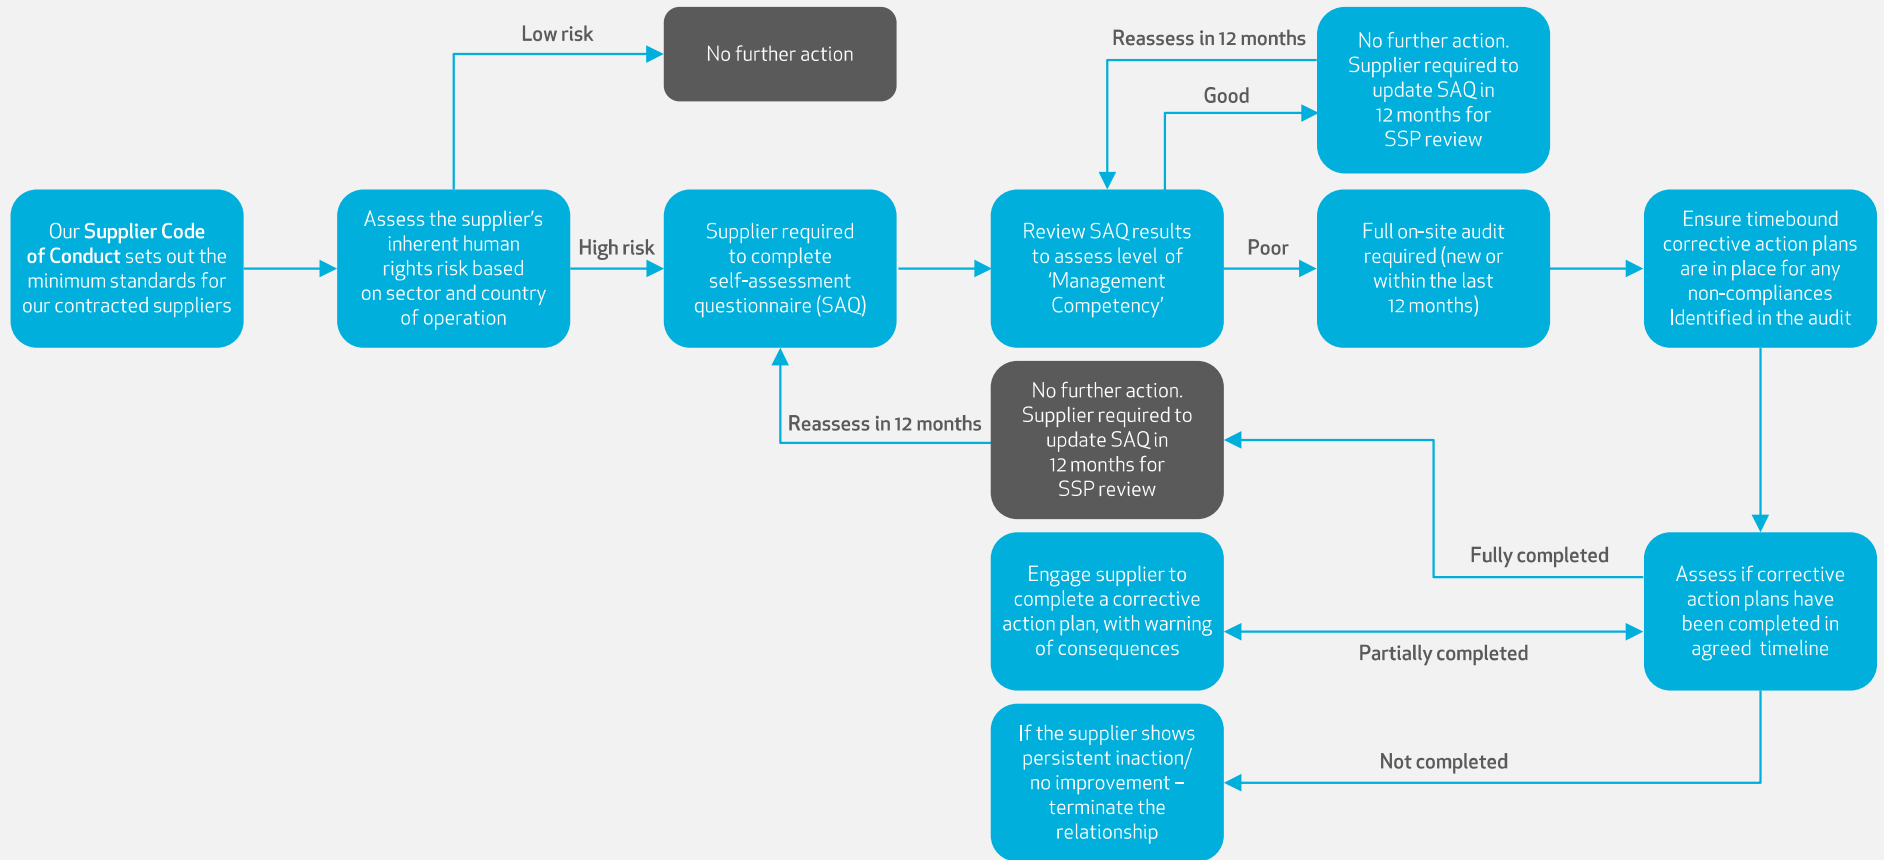 Low risk
No further action
Reassess in 12 months
No further action.
Supplier required to
update SAQ in
12 months for
SSP review
Good
Our Supplier Code
of Conduct sets out the
minimum standards for
our contracted suppliers
Assess the supplier's
inherent human
rights risk based
on sector and country
of operation
High risk
Supplier required
to complete
self-assessment
questionnaire (SAQ)
Review SAQ results
to assess level of
'Management
Competency'
Poor
Full on-site audit
required (new or
within the last
12 months)
Ensure timebound
corrective action plans
are in place for any
non-compliances
Identified in the audit
Reassess in 12 months
No further action.
Supplier required to
update SAQ in
12 months for
SSP review
Fully completed
Engage supplier to
complete a corrective
action plan, with warning
of consequences
Partially completed
Assess if corrective
action plans have
been completed in
agreed timeline
If the supplier shows
persistent inaction/
no improvement –
terminate the
relationship
Not completed